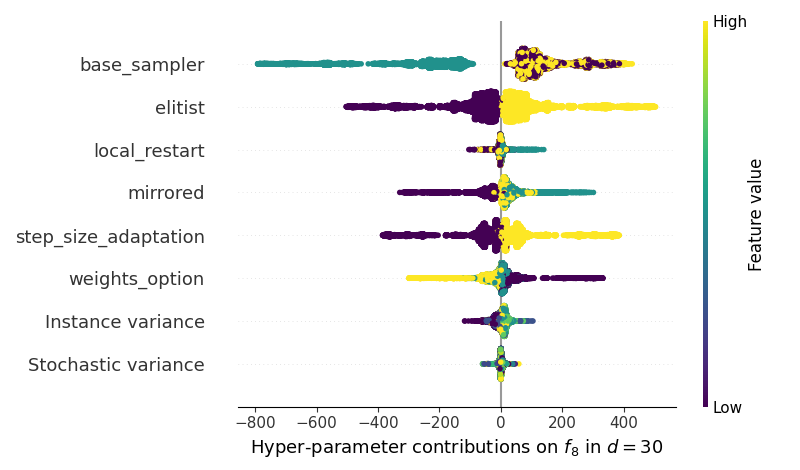 High
base_sampler
elitist
local_restart
mirrored
step_size_adaptation
weights_option
Instance variance
Stochastic variance
Feature value
Low
−800 −600 −400 −200 0 200 400
Hyper-parameter contributions on f₈ in d = 30